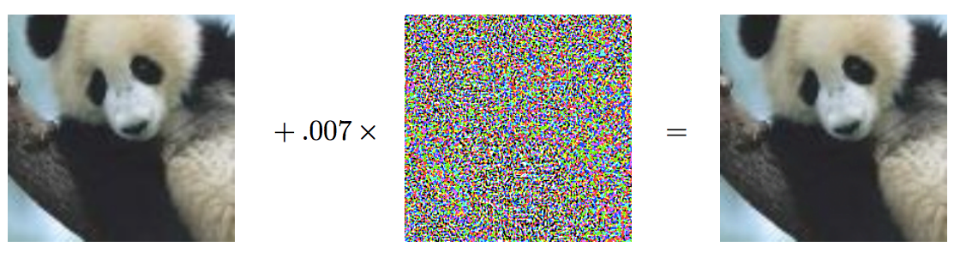 + .007 × =